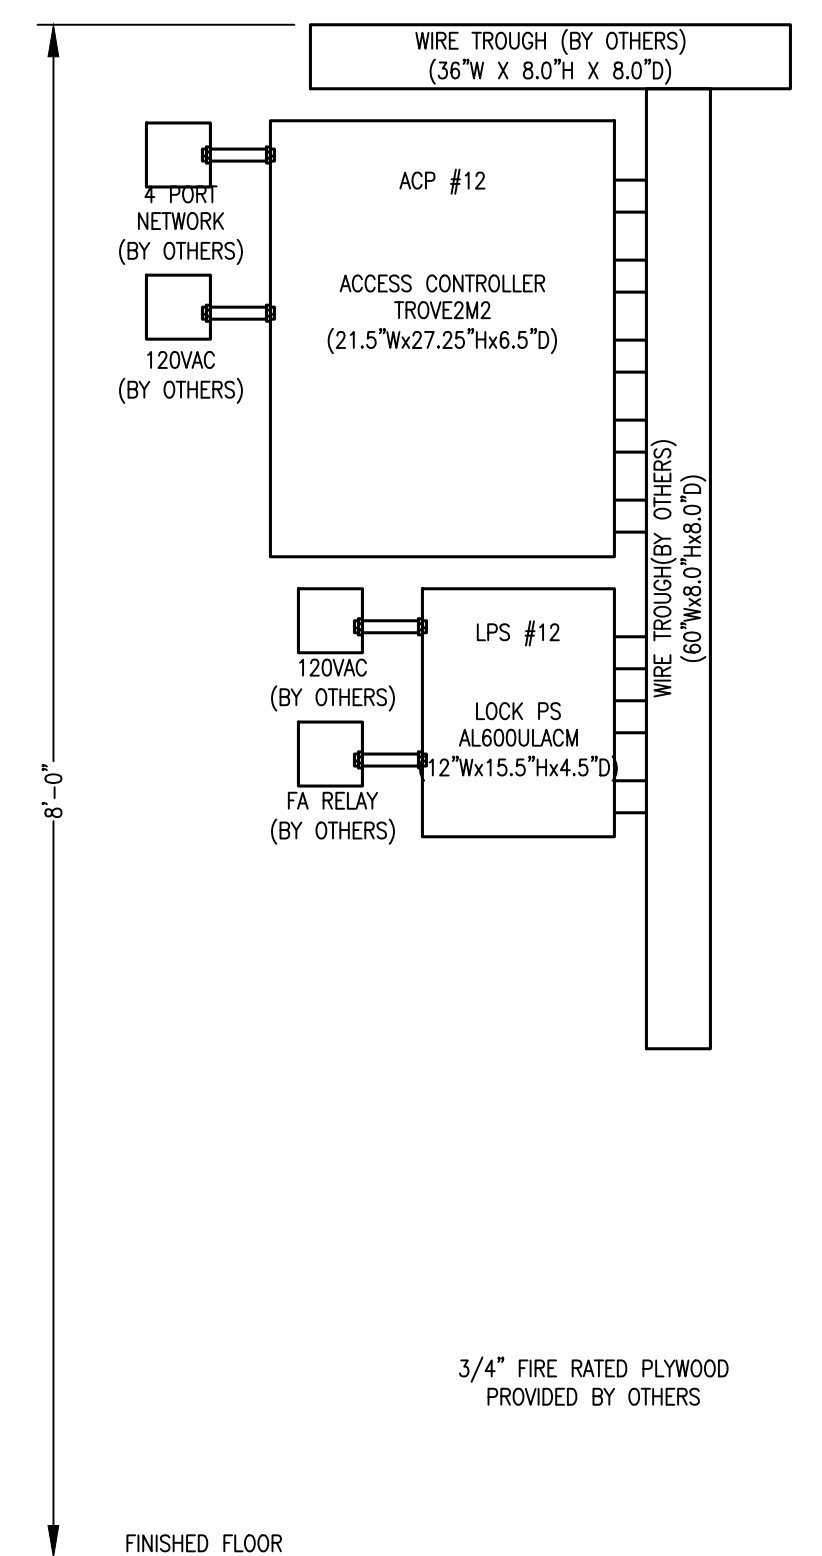 WIRE TROUGH (BY OTHERS)
(36"W X 8.0"H X 8.0"D)
4 PORT
NETWORK
(BY OTHERS)
120VAC
(BY OTHERS)
ACP #12
ACCESS CONTROLLER
TROVE2M2
(21.5"Wx27.25"Hx6.5"D)
WIRE TROUGH(BY OTHERS)
(60"Wx8.0"Hx8.0"D)
120VAC
(BY OTHERS)
FA RELAY
(BY OTHERS)
LPS #12
LOCK PS
AL600ULACM
(12"Wx15.5"Hx4.5"D)
8'-0"
3/4" FIRE RATED PLYWOOD
PROVIDED BY OTHERS
FINISHED FLOOR